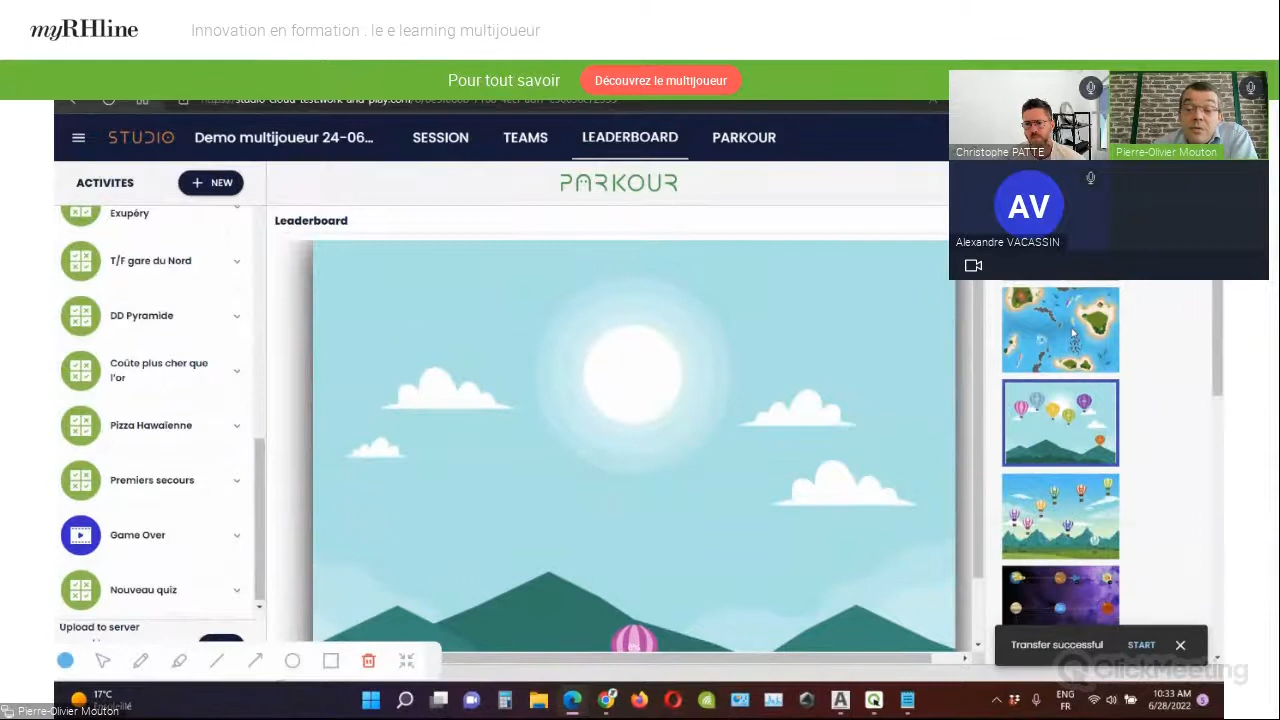 myRHline
Innovation en formation : le e learning multijoueur
Pour tout savoir
Découvrez le multijoueur
Christophe PATTE
Pierre-Olivier Mouton
AV
Alexandre VACASSIN
STUDIO
Demo multijoueur 24-06...
SESSION
TEAMS
LEADERBOARD
PARKOUR
ACTIVITES
+ NEW
PARKOUR
Leaderboard
Exupéry
T/F gare du Nord
DD Pyramide
Coûte plus cher que
l'or
Pizza Hawaïenne
Premiers secours
Game Over
Nouveau quiz
Upload to server
Transfer successful
START
ClickMeeting
17°C
Ensoleillé
ENG
FR
10:33 AM
6/28/2022
5
Pierre-Olivier Mouton